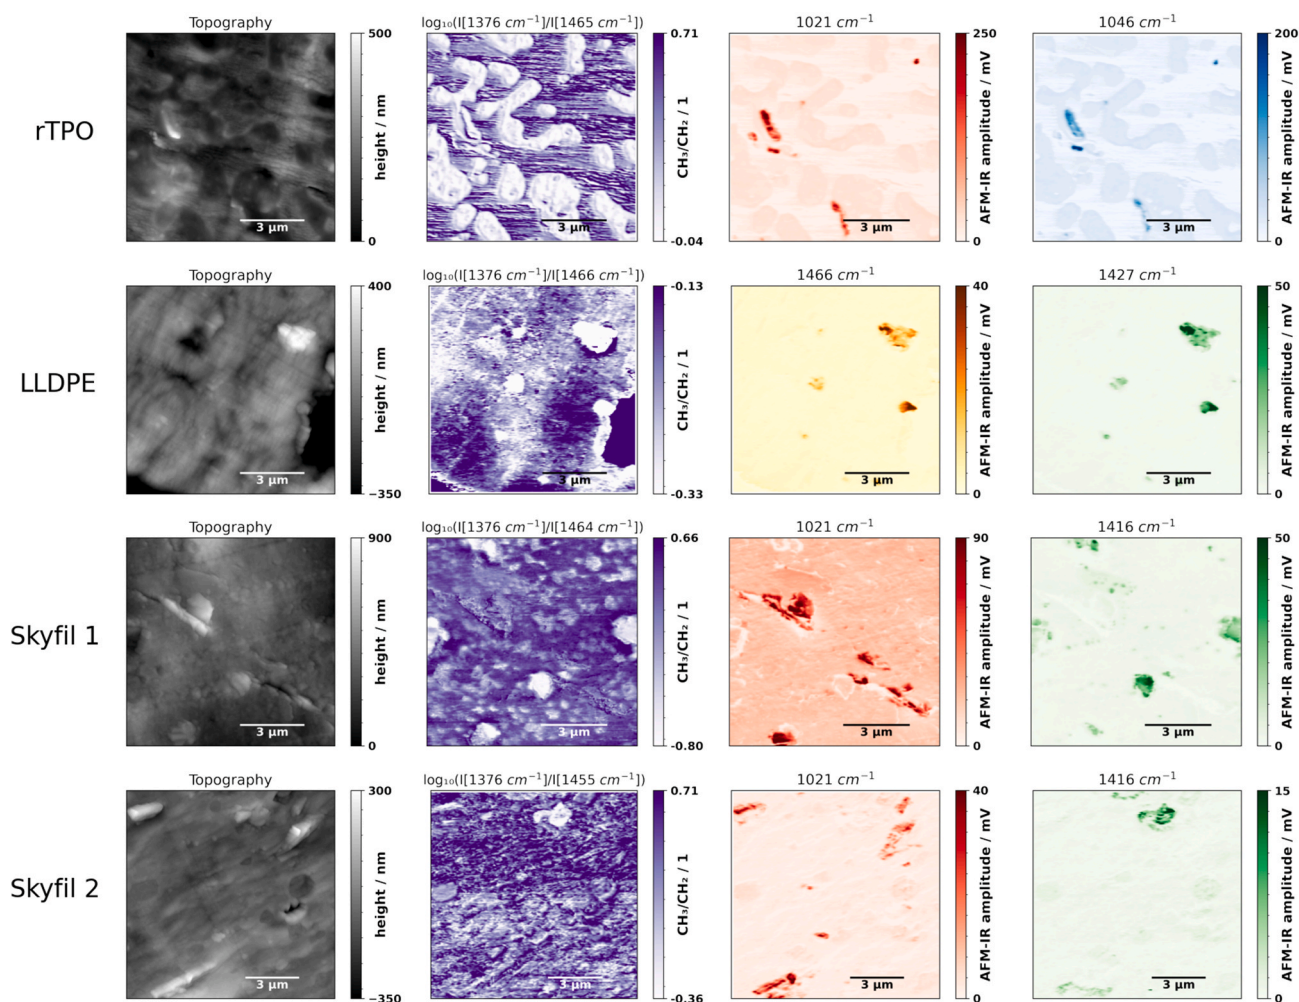 Topography
log₁₀(I[1376 cm⁻¹]/I[1465 cm⁻¹])
1021 cm⁻¹
1046 cm⁻¹
rTPO
500
height / nm
0
3 μm
0.71
CH₃/CH₂ / 1
-0.04
3 μm
250
AFM-IR amplitude / mV
0
3 μm
200
AFM-IR amplitude / mV
0
3 μm
Topography
log₁₀(I[1376 cm⁻¹]/I[1466 cm⁻¹])
1466 cm⁻¹
1427 cm⁻¹
LLDPE
400
height / nm
−350
3 μm
-0.13
CH₃/CH₂ / 1
-0.33
3 μm
40
AFM-IR amplitude / mV
0
3 μm
50
AFM-IR amplitude / mV
0
3 μm
Topography
log₁₀(I[1376 cm⁻¹]/I[1464 cm⁻¹])
1021 cm⁻¹
1416 cm⁻¹
Skyfil 1
900
height / nm
0
3 μm
0.66
CH₃/CH₂ / 1
-0.80
3 μm
90
AFM-IR amplitude / mV
0
3 μm
50
AFM-IR amplitude / mV
0
3 μm
Topography
log₁₀(I[1376 cm⁻¹]/I[1455 cm⁻¹])
1021 cm⁻¹
1416 cm⁻¹
Skyfil 2
300
height / nm
−350
3 μm
0.71
CH₃/CH₂ / 1
-0.36
3 μm
40
AFM-IR amplitude / mV
0
3 μm
15
AFM-IR amplitude / mV
0
3 μm